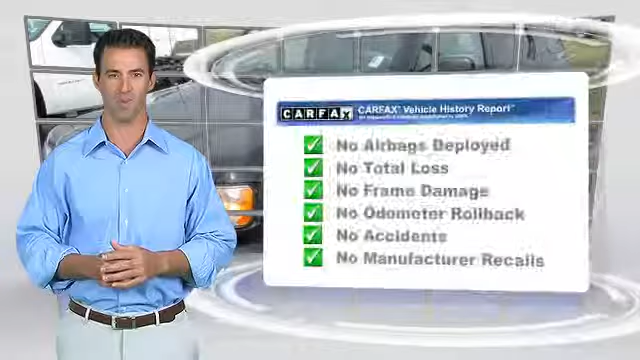 CARFAX CARFAX Vehicle History Report™
No Airbags Deployed
No Total Loss
No Frame Damage
No Odometer Rollback
No Accidents
No Manufacturer Recalls